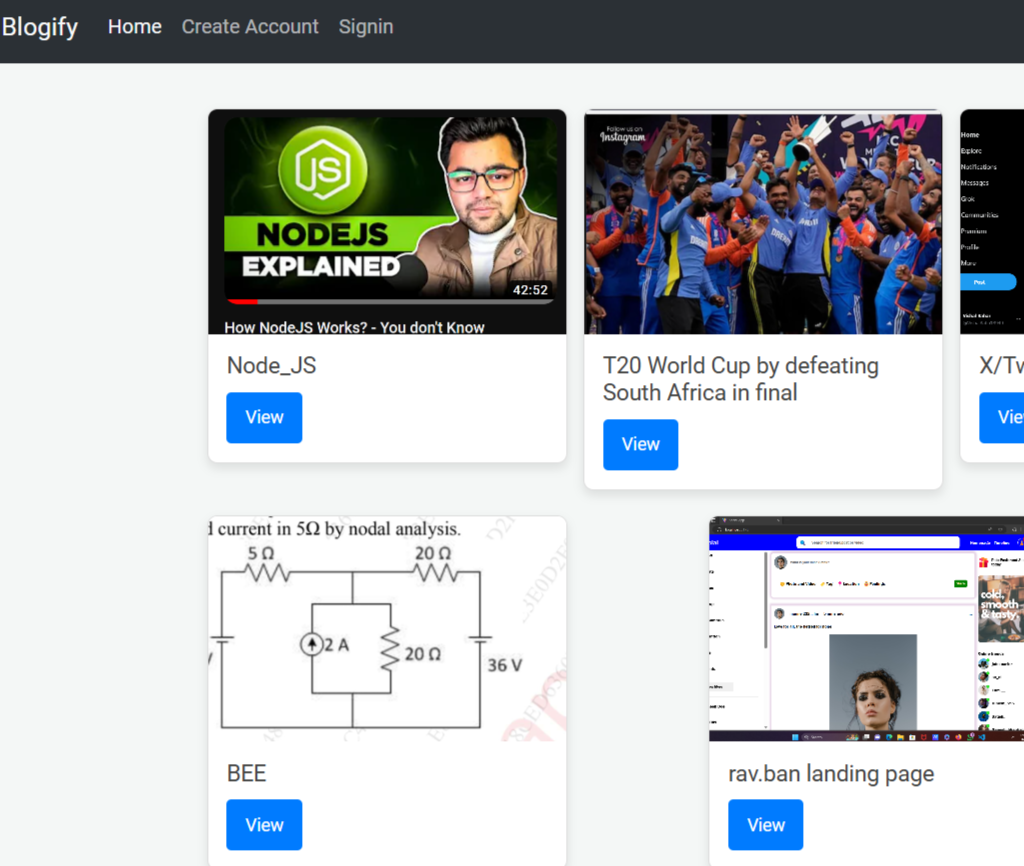 Blogify Home Create Account Signin
JS
NODEJS
EXPLAINED
42:52
How NodeJS Works? - You don't Know
Node_JS
View
Follow us on
Instagram
T20 World Cup by defeating
South Africa in final
View
Home
Explore
Notifications
Messages
Grok
Communities
Premium
Profile
More
Post
X/Tw
Vie
d current in 5Ω by nodal analysis.
5 Ω
20 Ω
2 A
20 Ω
36 V
BEE
View
cold,
smooth
& tasty
rav.ban landing page
View